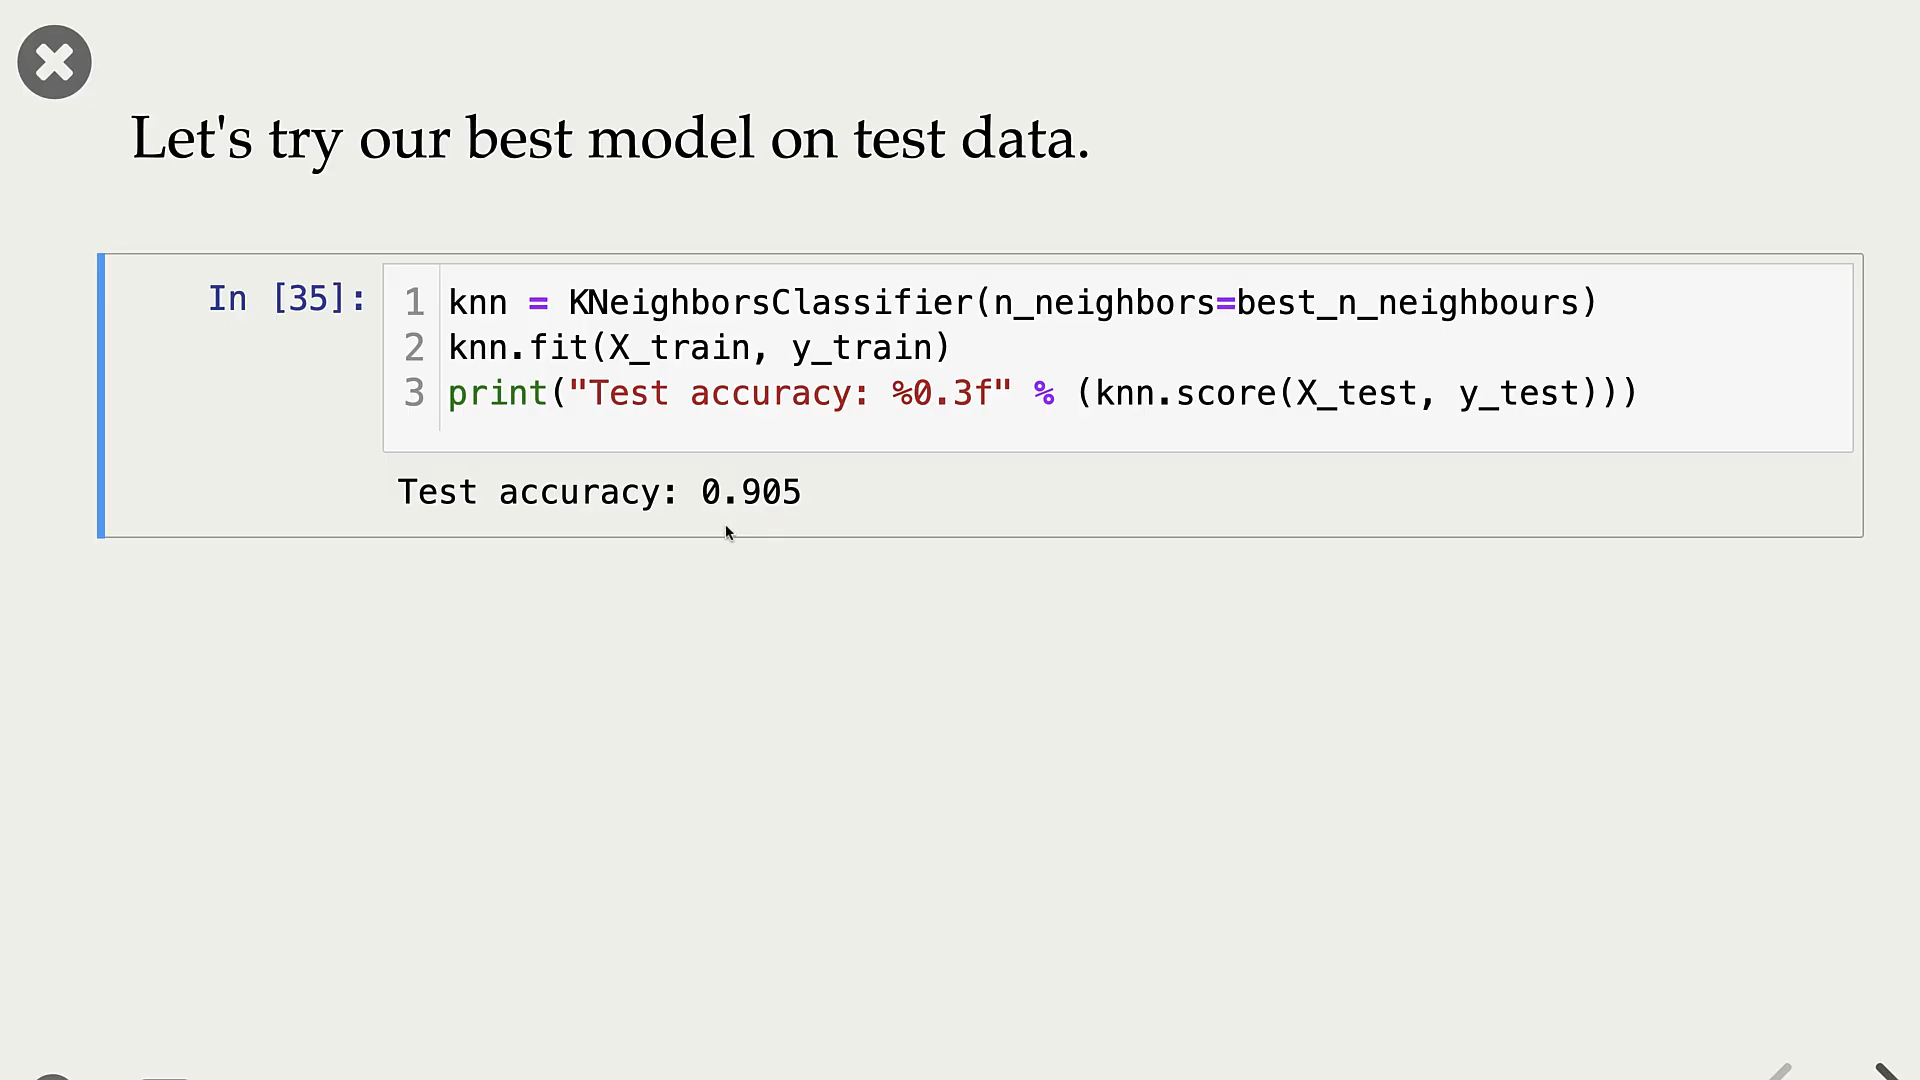 Let's try our best model on test data.
In [35]:
1 knn = KNeighborsClassifier(n_neighbors=best_n_neighbours)
2 knn.fit(X_train, y_train)
3 print("Test accuracy: %0.3f" % (knn.score(X_test, y_test)))
Test accuracy: 0.905